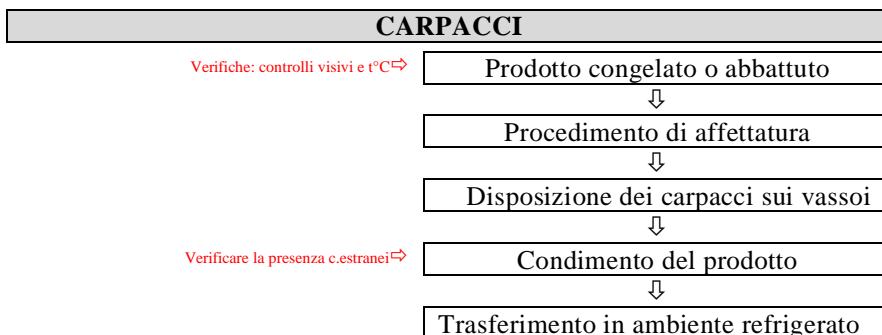 CARPACCI
Verifiche: controlli visivi e t°C⇨ Prodotto congelato o abbattuto
⇩
Procedimento di affettatura
⇩
Disposizione dei carpacci sui vassoi
⇩
Verificare la presenza c.estranei⇨ Condimento del prodotto
⇩
Trasferimento in ambiente refrigerato